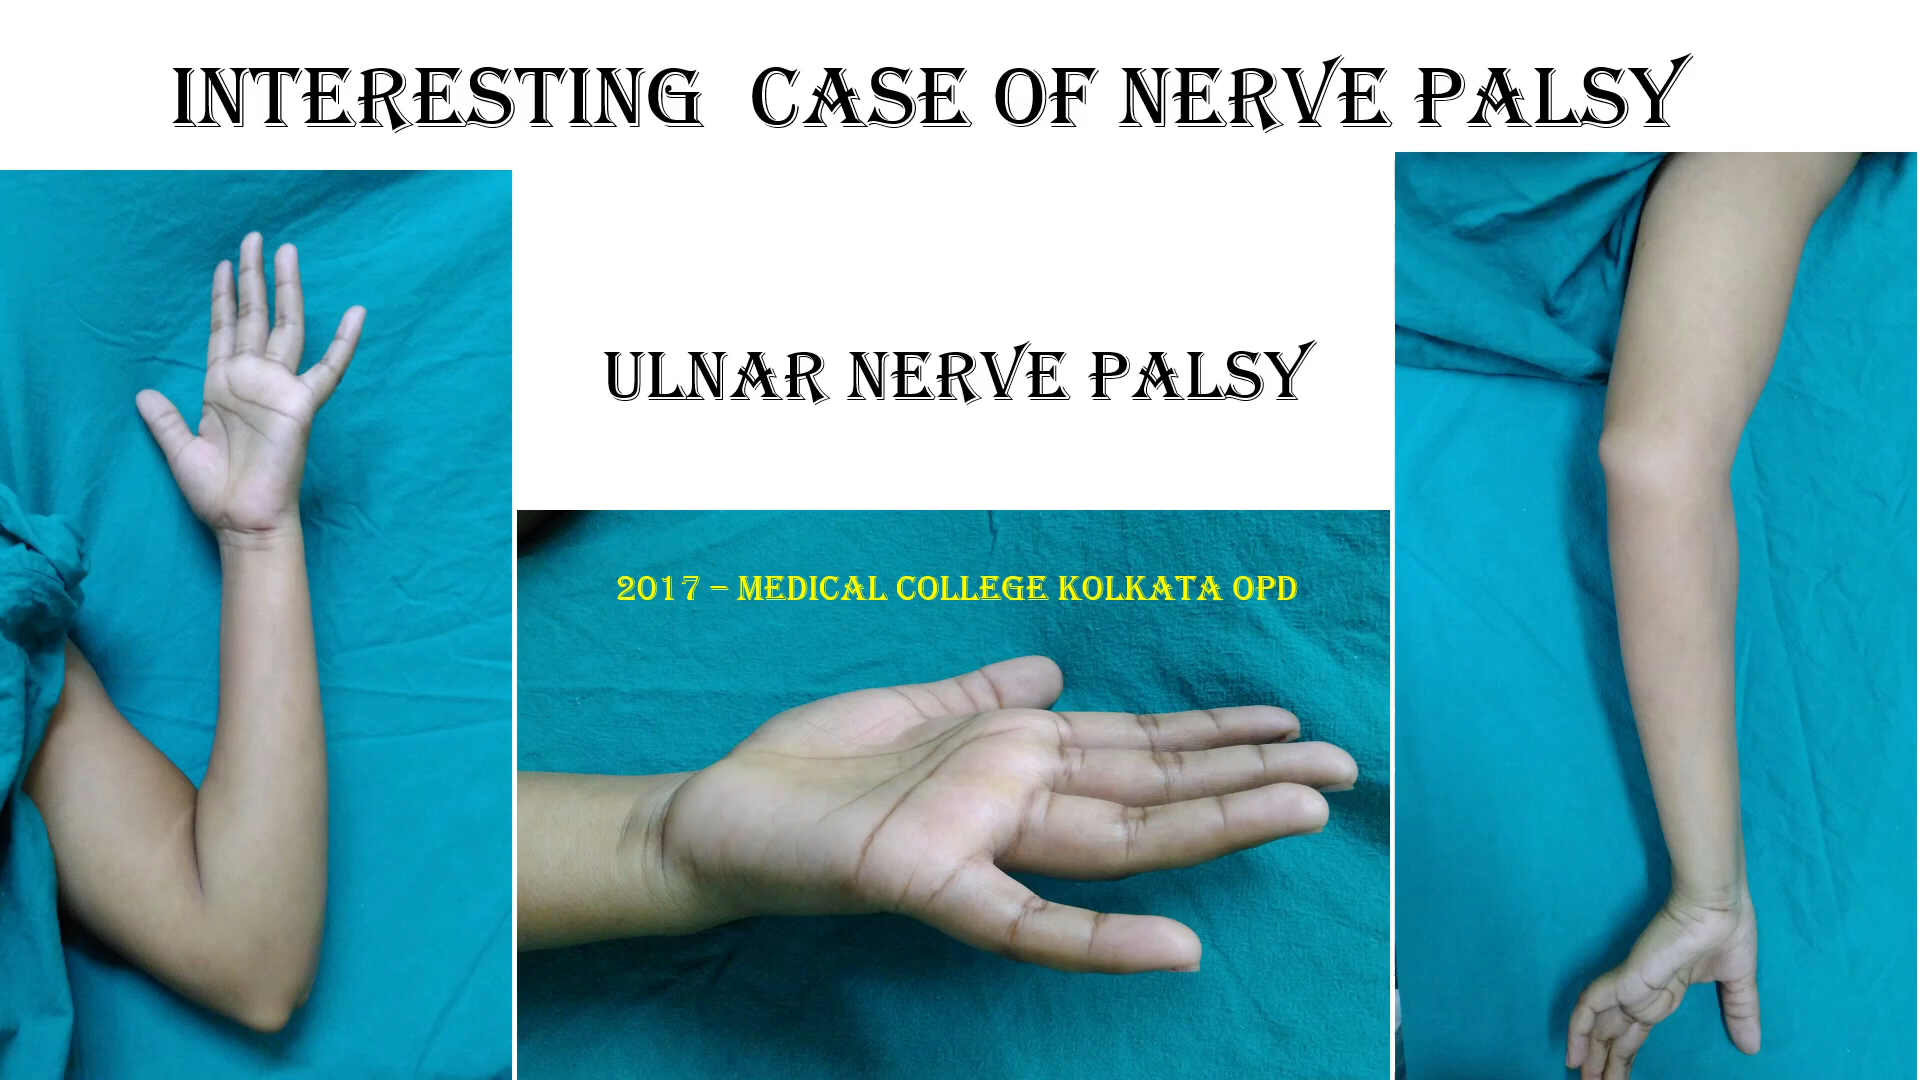 INTERESTING CASE OF NERVE PALSY
ULNAR NERVE PALSY
2017 – MEDICAL COLLEGE KOLKATA OPD